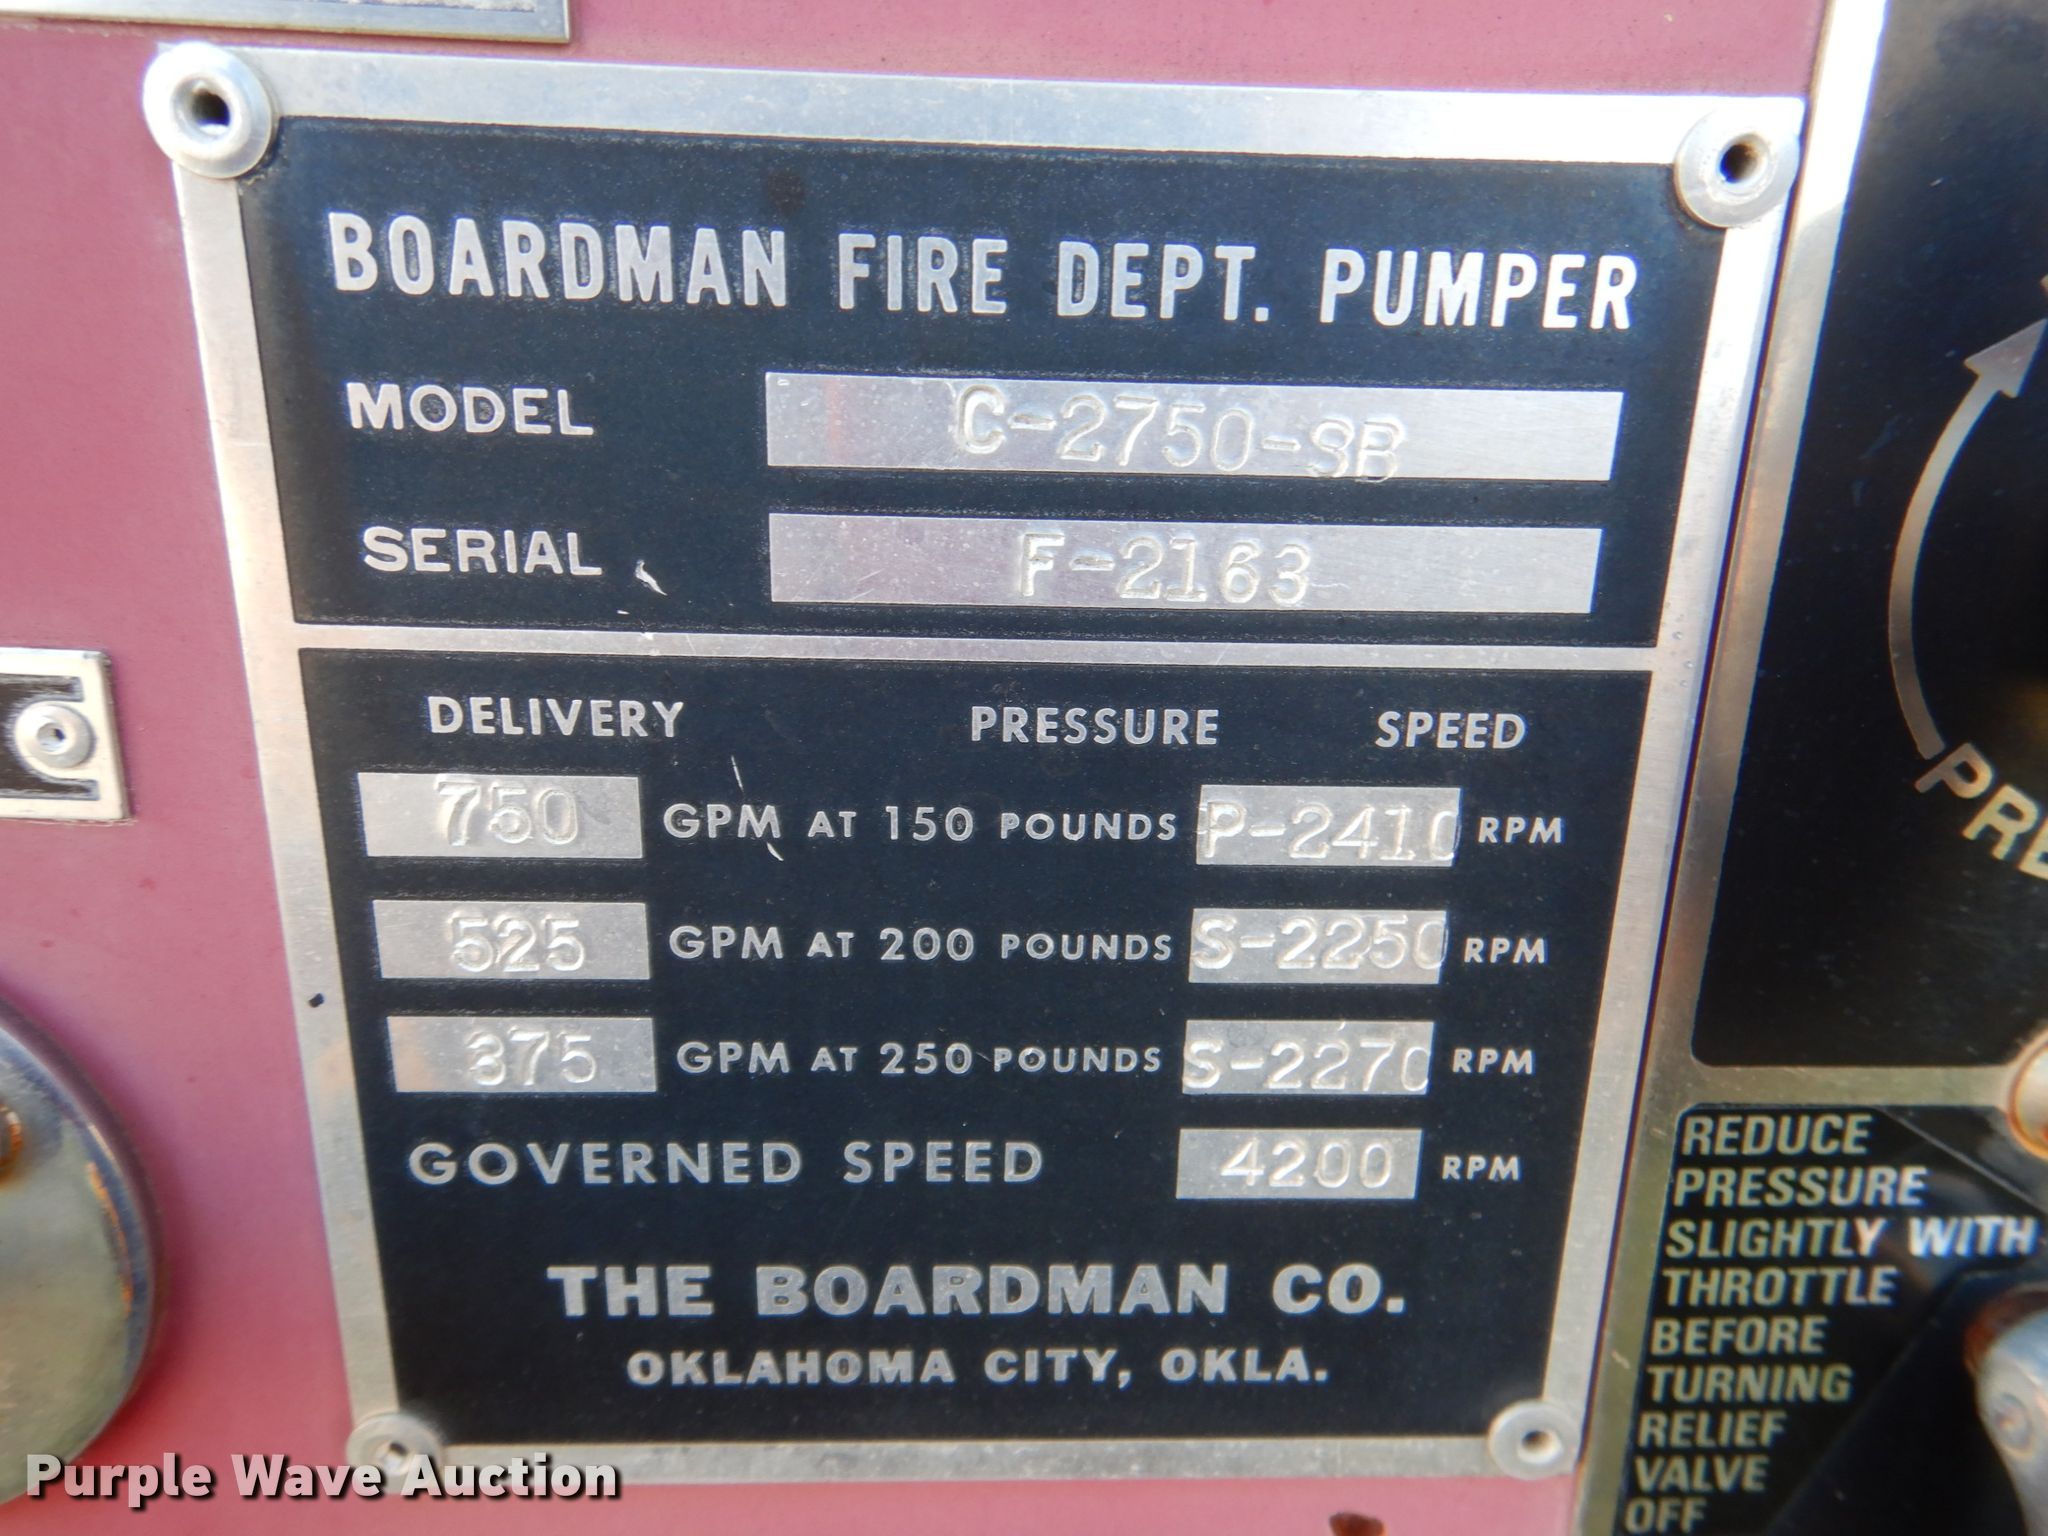 BOARDMAN FIRE DEPT. PUMPER
MODEL C-2750-SB
SERIAL F-2163
DELIVERY PRESSURE SPEED
750 GPM AT 150 POUNDS P-2410 RPM
525 GPM AT 200 POUNDS S-2250 RPM
375 GPM AT 250 POUNDS S-2270 RPM
GOVERNED SPEED 4200 RPM
THE BOARDMAN CO.
OKLAHOMA CITY, OKLA.
REDUCE
PRESSURE
SLIGHTLY WITH
THROTTLE
BEFORE
TURNING
RELIEF
VALVE
OFF
Purple Wave Auction